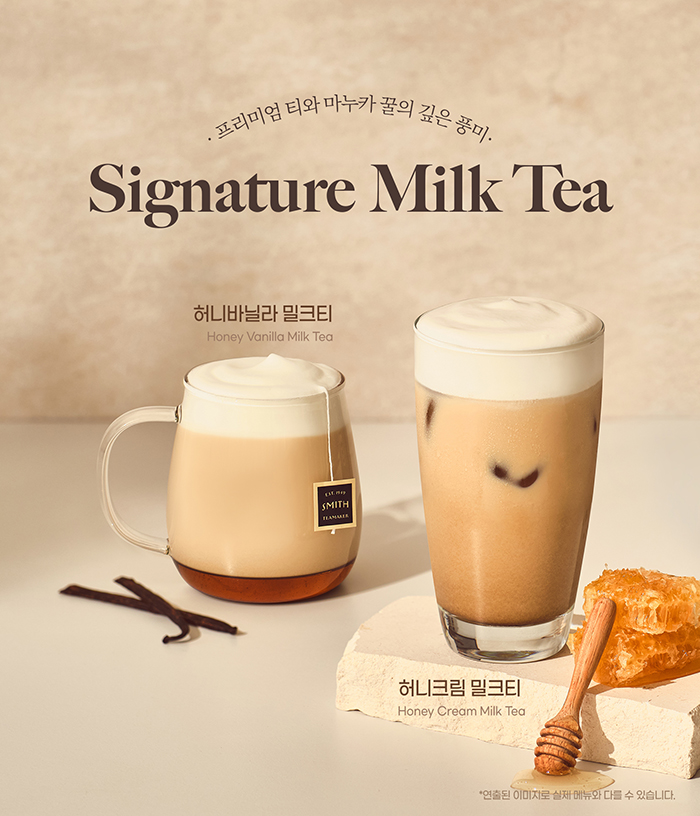 · 프리미엄 티와 마누카 꿀의 깊은 풍미 ·
Signature Milk Tea
허니바닐라 밀크티
Honey Vanilla Milk Tea
EST. 1949
SMITH
TEAMAKER
허니크림 밀크티
Honey Cream Milk Tea
*연출된 이미지로 실제 메뉴와 다를 수 있습니다.